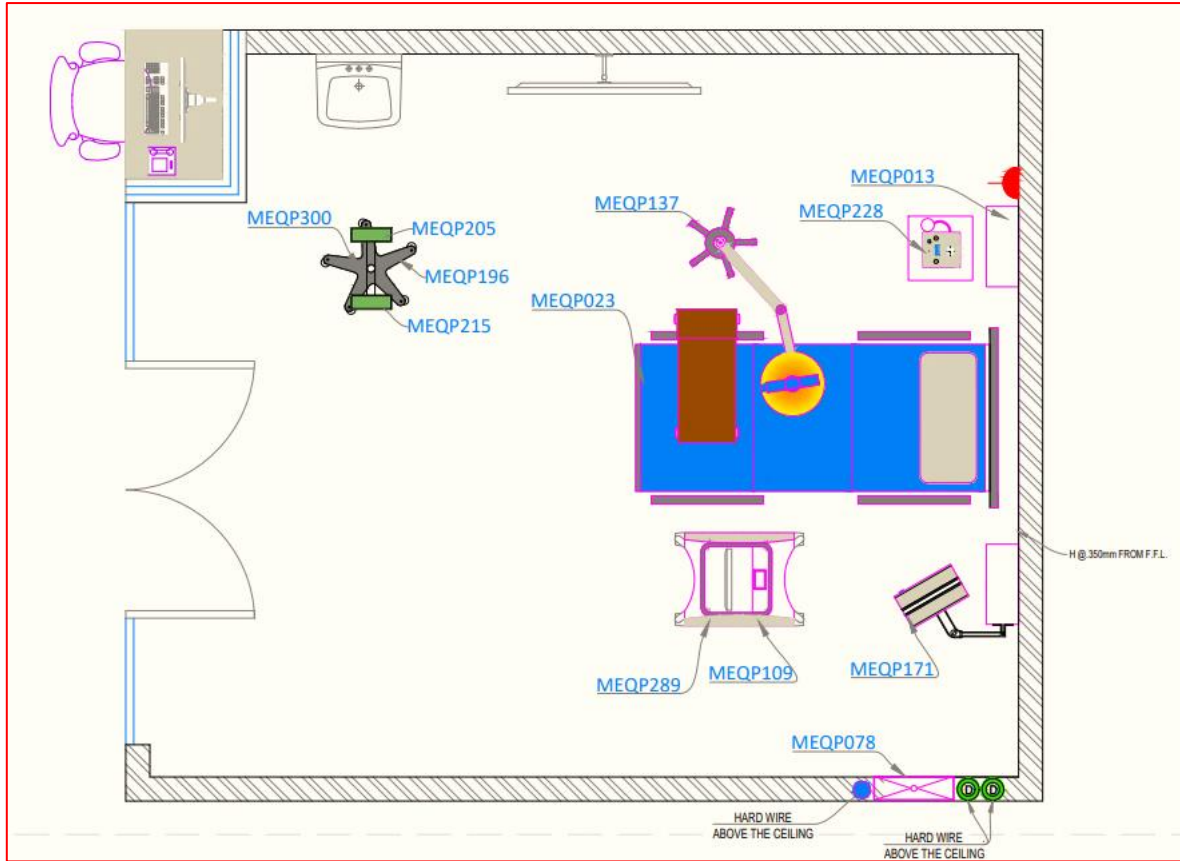 MEQP013
MEQP137
MEQP228
MEQP300
MEQP205
MEQP196
MEQP023
MEQP215
H @.350mm FROM F.F.L.
MEQP289
MEQP109
MEQP171
MEQP078
D D
HARD WIRE
ABOVE THE CEILING
HARD WIRE
ABOVE THE CEILING